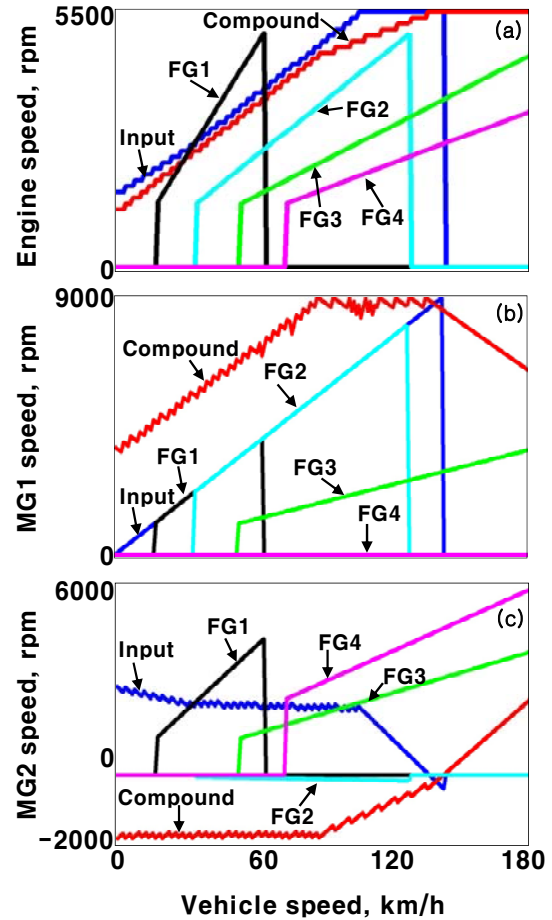 5500
Engine speed, rpm
0
(a)
Compound
FG1
FG2
Input
FG3
FG4
9000
MG1 speed, rpm
0
(b)
Compound
FG2
FG1
Input
FG3
FG4
6000
MG2 speed, rpm
0
-2000
(c)
Input
FG1
FG4
FG3
Compound
FG2
0
60
120
180
Vehicle speed, km/h